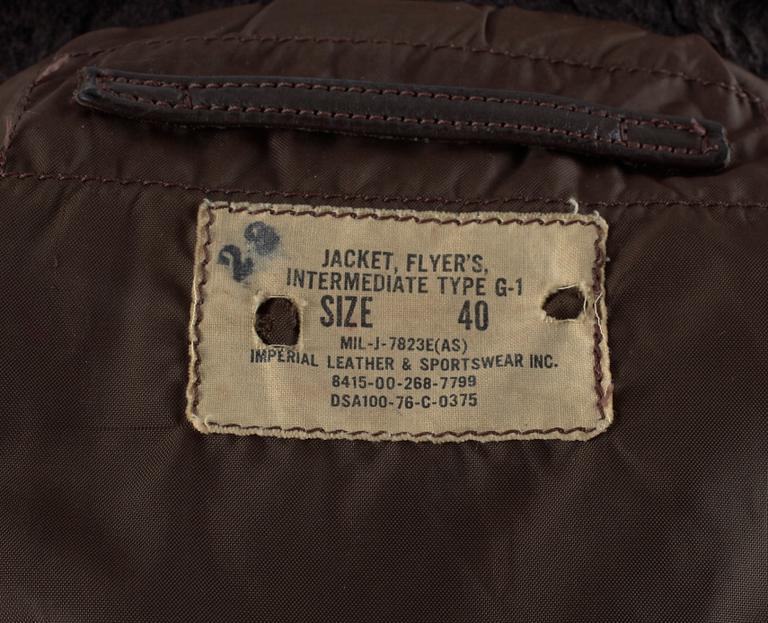 29
JACKET, FLYER'S,
INTERMEDIATE TYPE G-1
SIZE 40
MIL-J-7823E(AS)
IMPERIAL LEATHER & SPORTSWEAR INC.
8415-00-268-7799
DSA100-76-C-0375